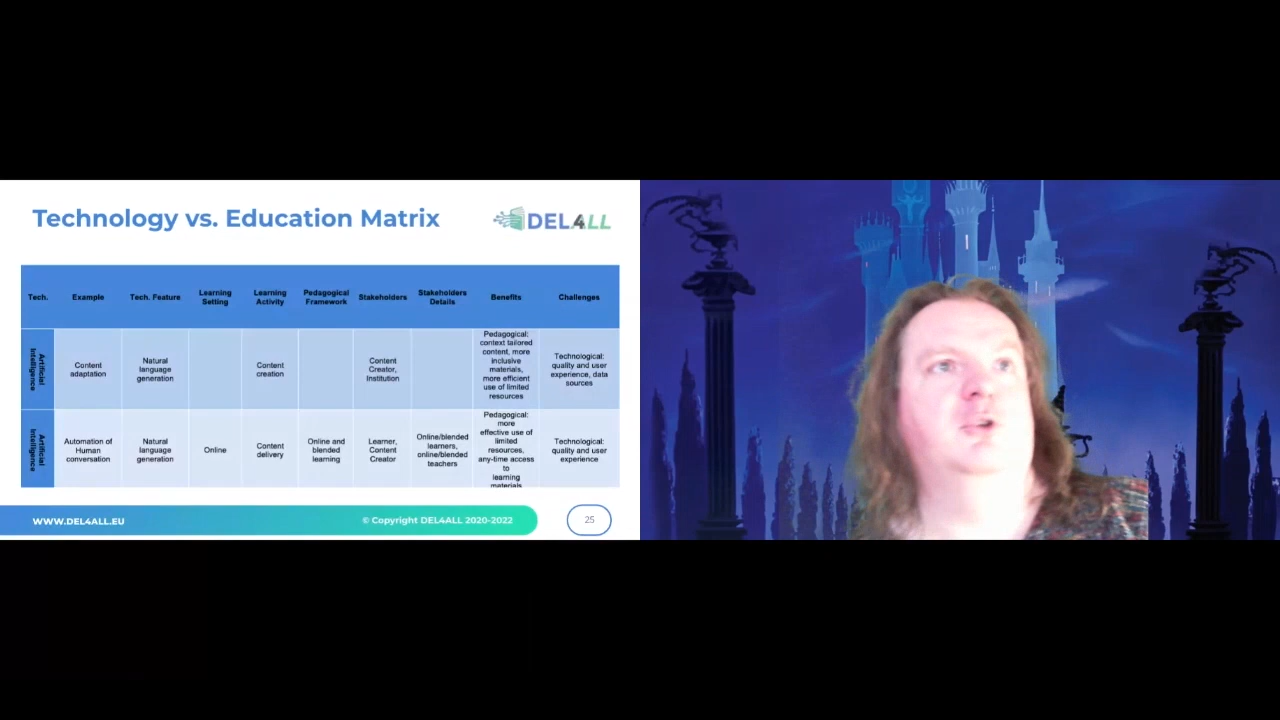 Technology vs. Education Matrix
DEL4ALL
Tech.
Example
Tech. Feature
Learning
Setting
Learning
Activity
Pedagogical
Framework
Stakeholders
Stakeholders
Details
Benefits
Challenges
Artificial
Intelligence
Content
adaptation
Natural
language
generation
Content
creation
Content
Creator,
Institution
Pedagogical:
context tailored
content, more
inclusive
materials,
more efficient
use of limited
resources
Technological:
quality and user
experience, data
sources
Artificial
Intelligence
Automation of
Human
conversation
Natural
language
generation
Online
Content
delivery
Online and
blended
learning
Learner,
Content
Creator
Online/blended
learners,
online/blended
teachers
Pedagogical:
more
effective use of
limited
resources,
any-time access
to
learning
materials
Technological:
quality and user
experience
WWW.DEL4ALL.EU
© Copyright DEL4ALL 2020-2022
25